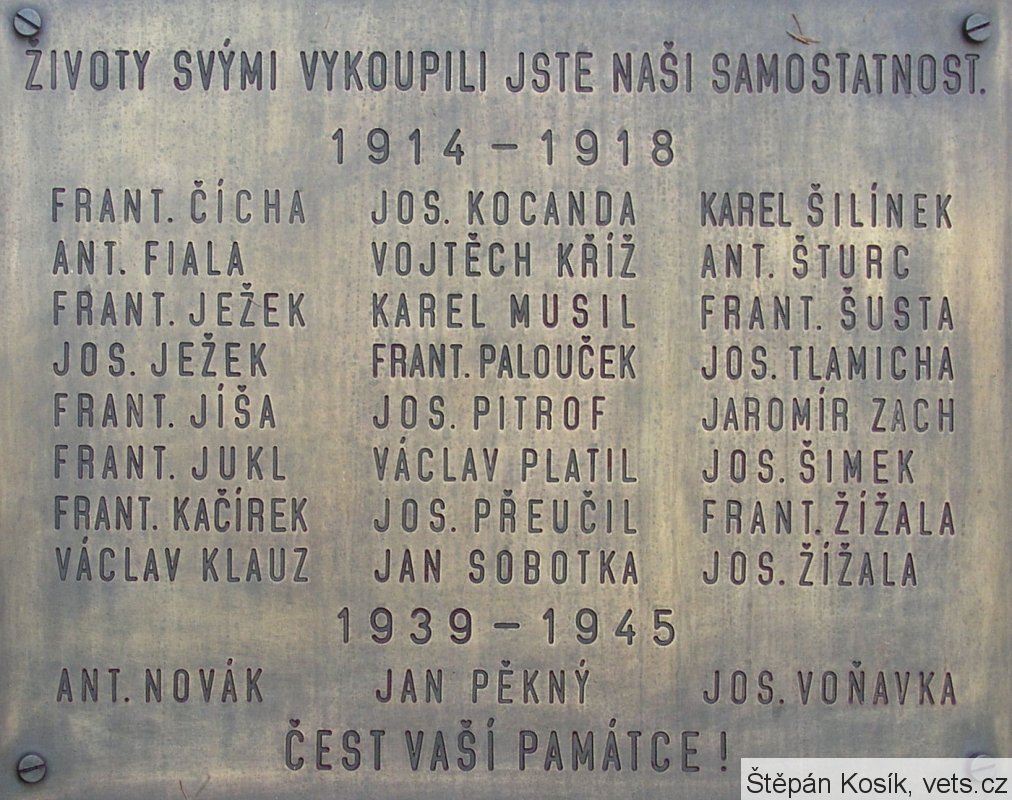 ŽIVOTY SVÝMI VYKOUPILI JSTE NAŠI SAMOSTATNOST.
1914 – 1918
FRANT. ČÍCHA JOS. KOCANDA KAREL ŠILÍNEK
ANT. FIALA VOJTĚCH KŘÍŽ ANT. ŠTURC
FRANT. JEŽEK KAREL MUSIL FRANT. ŠUSTA
JOS. JEŽEK FRANT. PALOUČEK JOS. TLAMICHA
FRANT. JÍŠA JOS. PITROF JAROMÍR ZACH
FRANT. JUKL VÁCLAV PLATIL JOS. ŠIMEK
FRANT. KAČÍREK JOS. PŘEUČIL FRANT. ŽÍŽALA
VÁCLAV KLAUZ JAN SOBOTKA JOS. ŽÍŽALA
1939 – 1945
ANT. NOVÁK JAN PĚKNÝ JOS. VOŇAVKA
ČEST VAŠÍ PAMÁTCE !
Štěpán Kosík, vets.cz